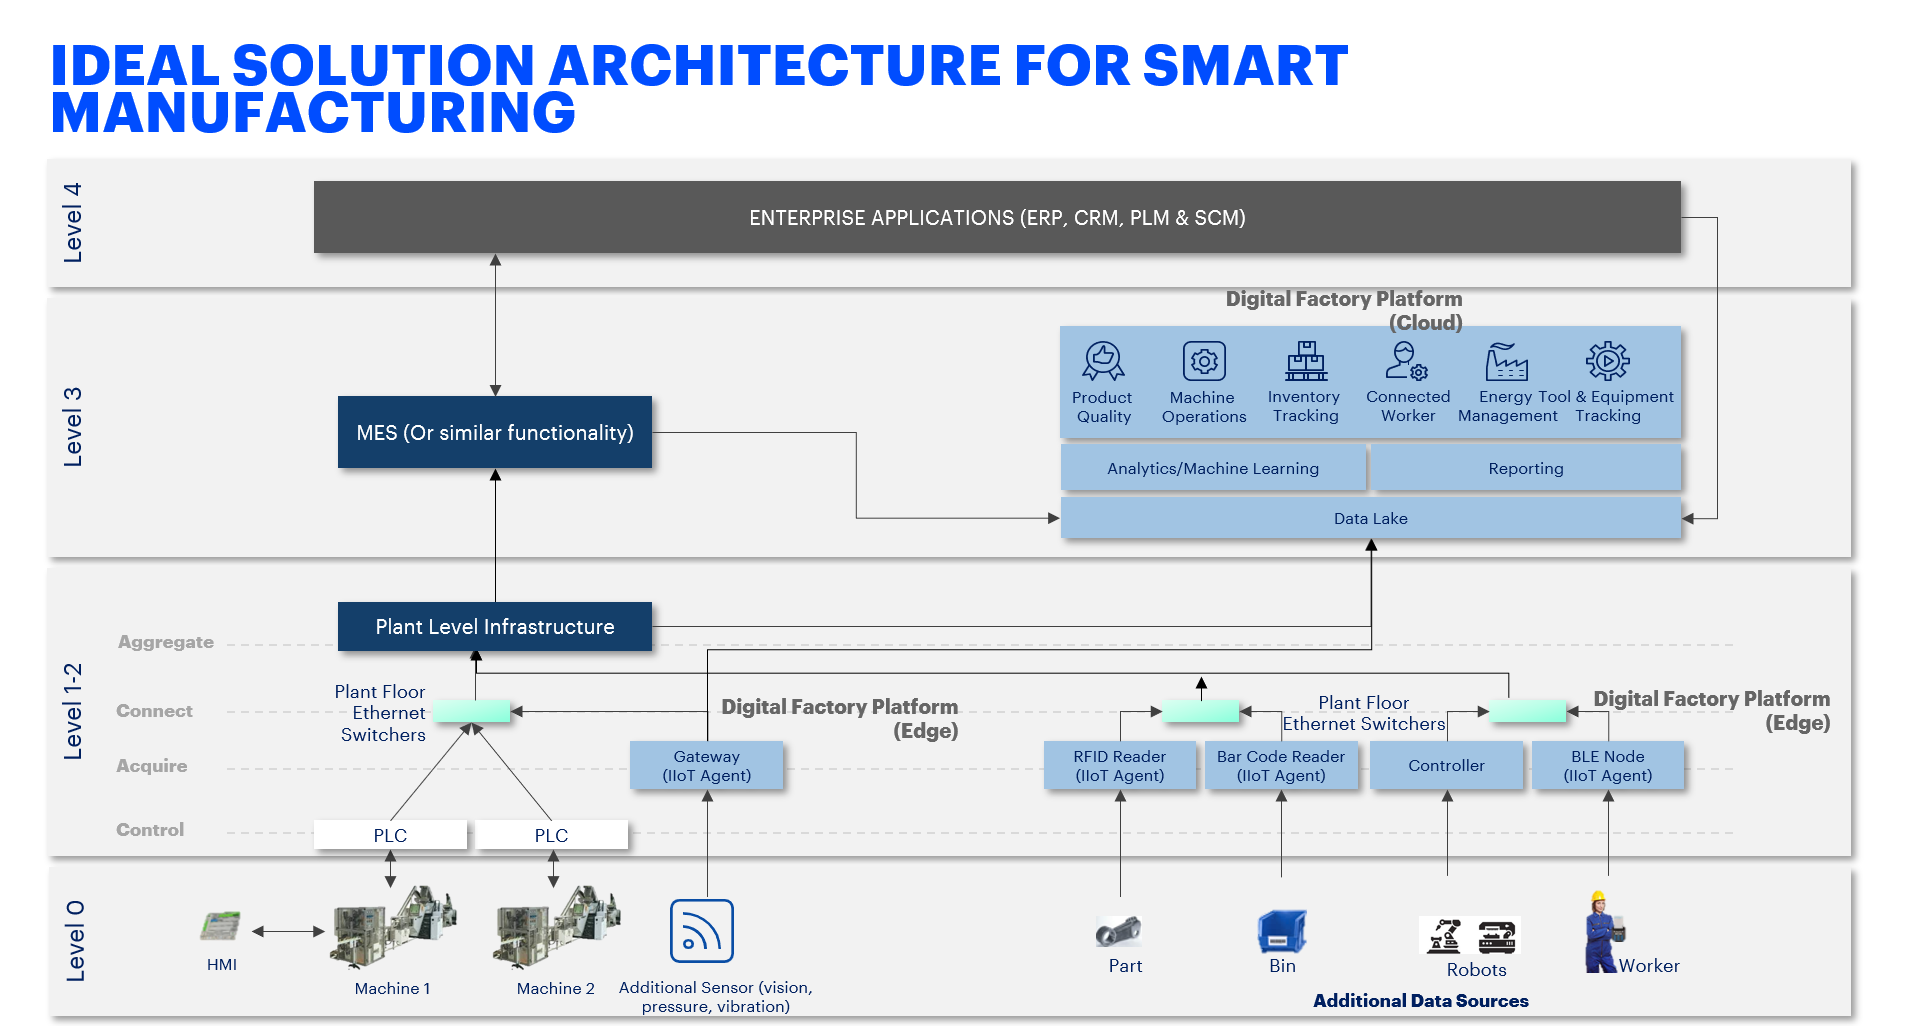 IDEAL SOLUTION ARCHITECTURE FOR SMART
MANUFACTURING
Level 4
ENTERPRISE APPLICATIONS (ERP, CRM, PLM & SCM)
Level 3
Digital Factory Platform
(Cloud)
Product
Quality
Machine
Operations
Inventory
Tracking
Connected
Worker
Energy
Management
Tool & Equipment
Tracking
MES (Or similar functionality)
Analytics/Machine Learning
Reporting
Data Lake
Level 1-2
Aggregate
Plant Level Infrastructure
Connect
Plant Floor
Ethernet
Switchers
Digital Factory Platform
(Edge)
Plant Floor
Ethernet Switchers
Digital Factory Platform
(Edge)
Acquire
Gateway
(IIoT Agent)
RFID Reader
(IIoT Agent)
Bar Code Reader
(IIoT Agent)
Controller
BLE Node
(IIoT Agent)
Control
PLC
PLC
Level 0
HMI
Machine 1
Machine 2
Additional Sensor (vision,
pressure, vibration)
Part
Bin
Robots
Worker
Additional Data Sources